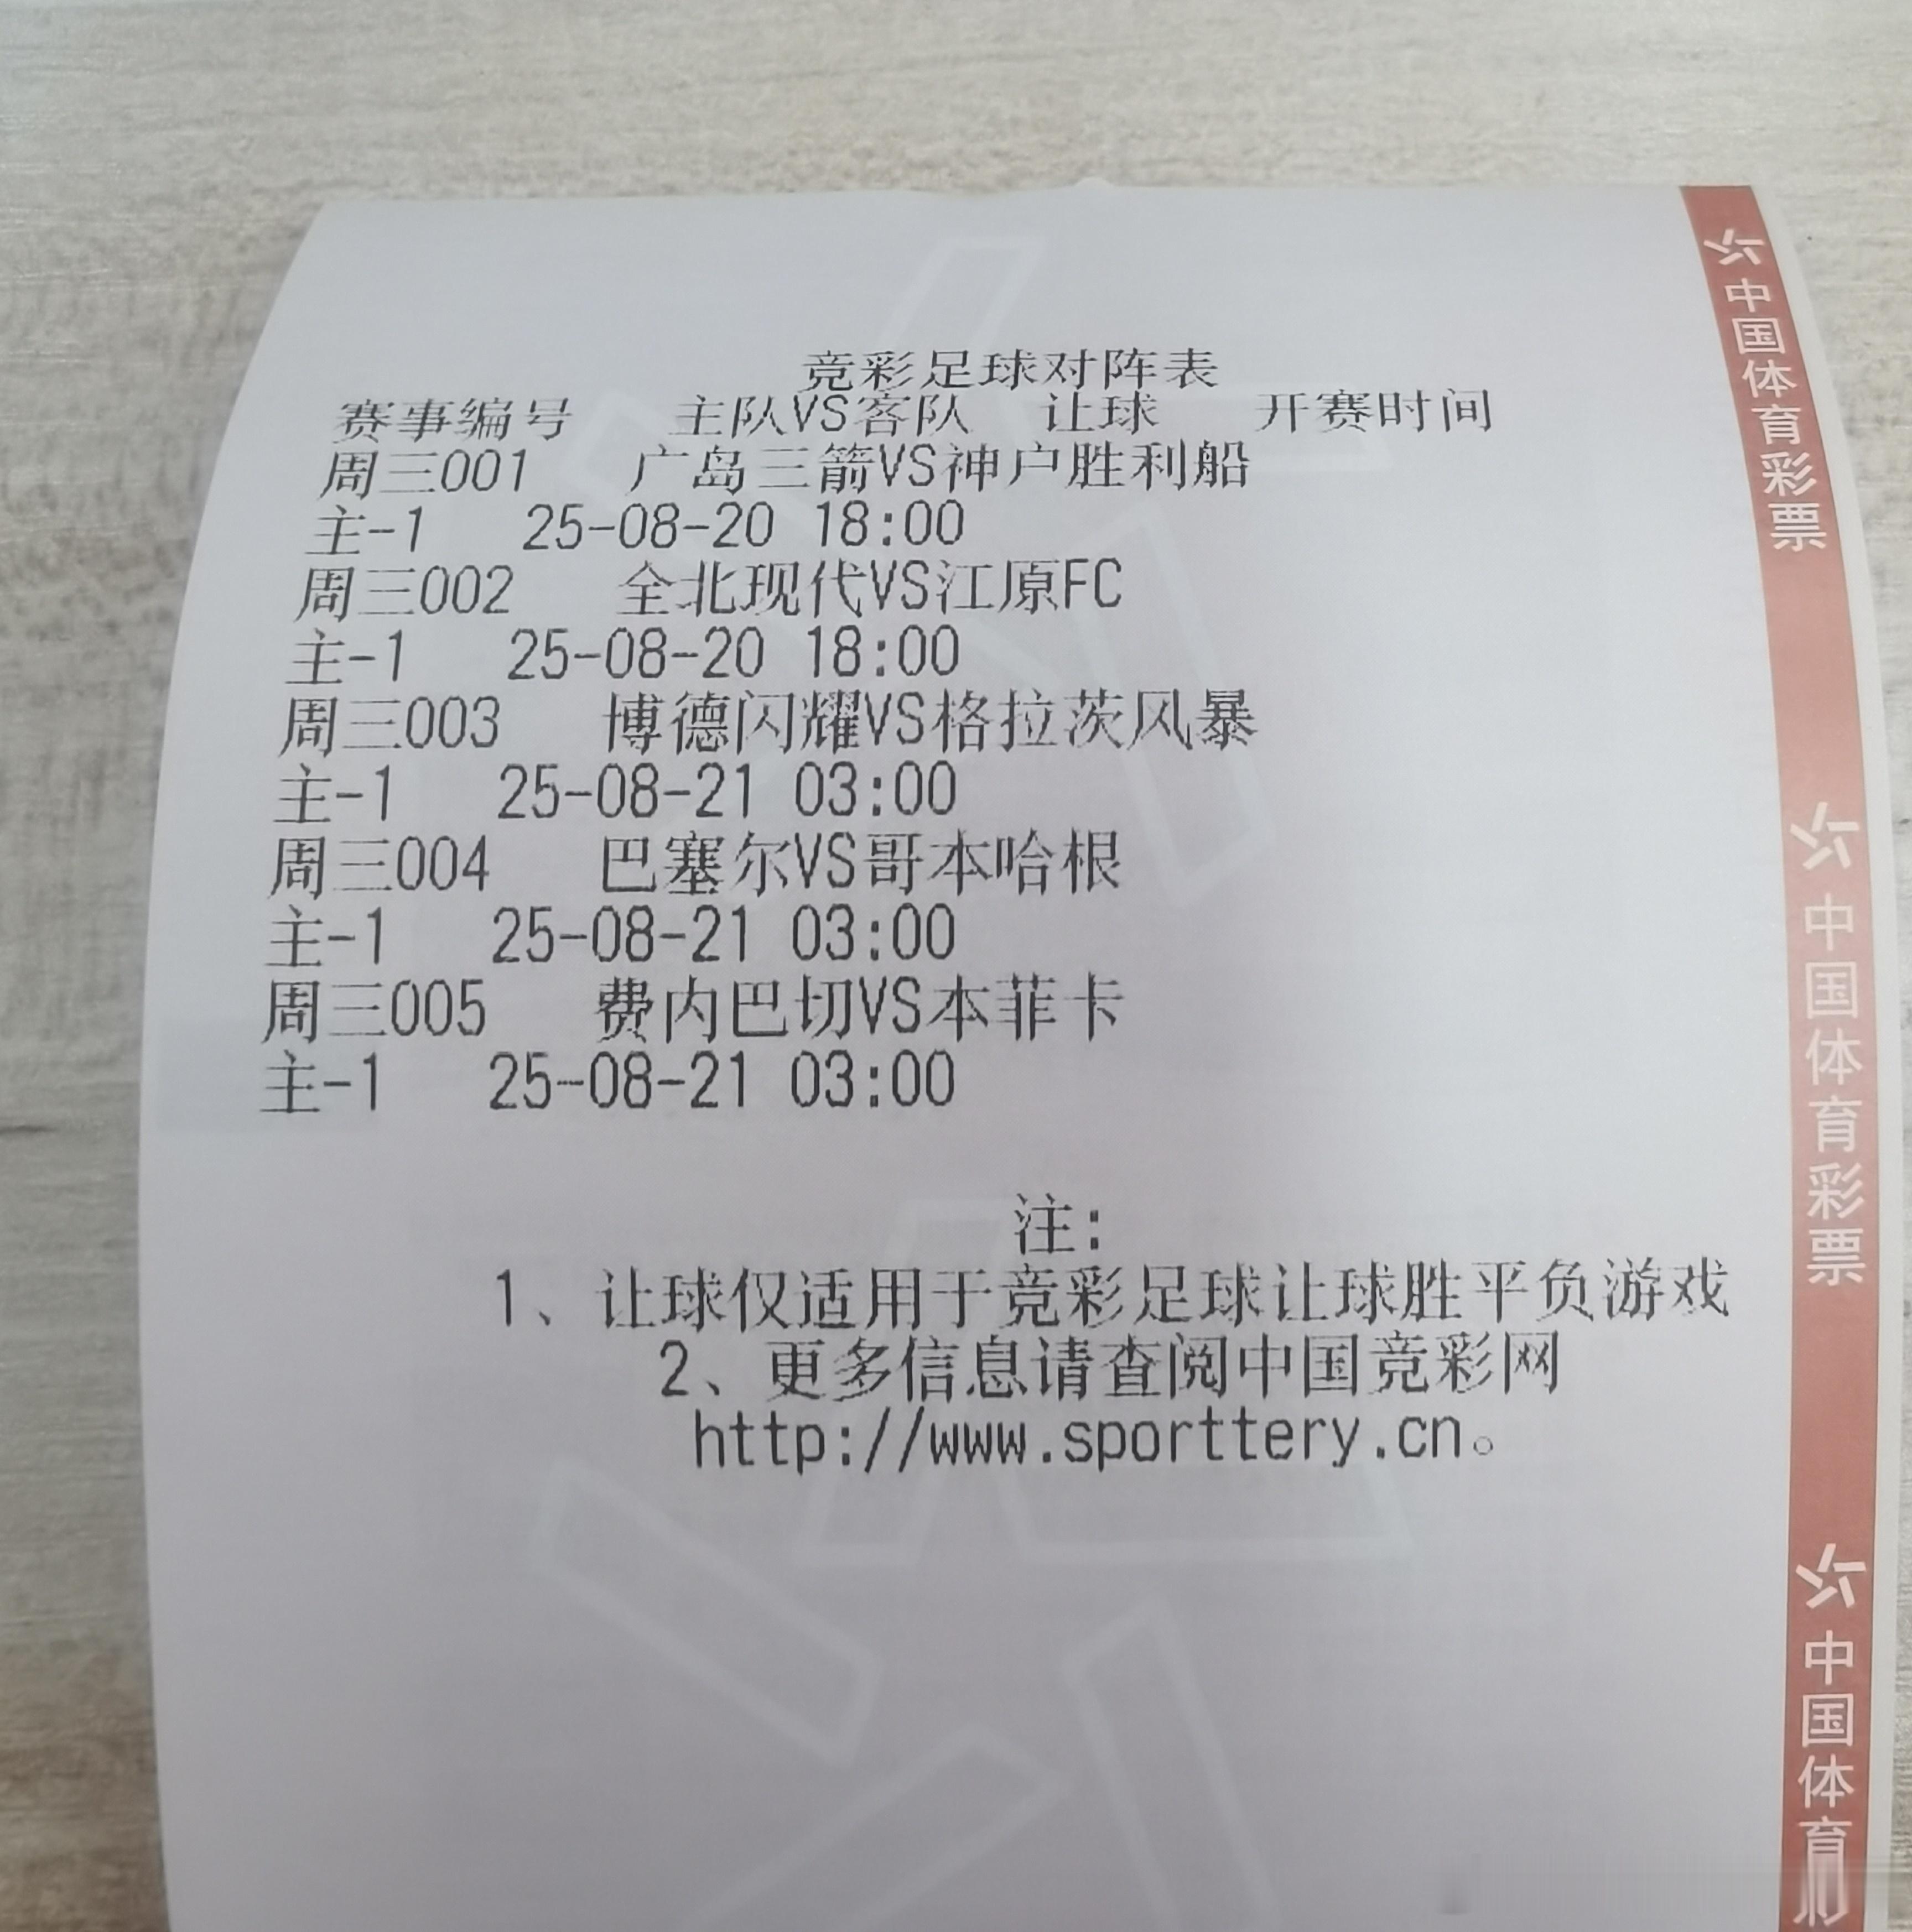 竞彩足球对阵表
赛事编号 主队VS客队 让球 开赛时间
周三001 广岛三箭VS神户胜利船
主-1 25-08-20 18:00
周三002 全北现代VS江原FC
主-1 25-08-20 18:00
周三003 博德闪耀VS格拉茨风暴
主-1 25-08-21 03:00
周三004 巴塞尔VS哥本哈根
主-1 25-08-21 03:00
周三005 费内巴切VS本菲卡
主-1 25-08-21 03:00
注:
1、让球仅适用于竞彩足球让球胜平负游戏
2、更多信息请查阅中国竞彩网
http://www.sporttery.cn。
中国体育彩票
中国体育彩票
中国体育